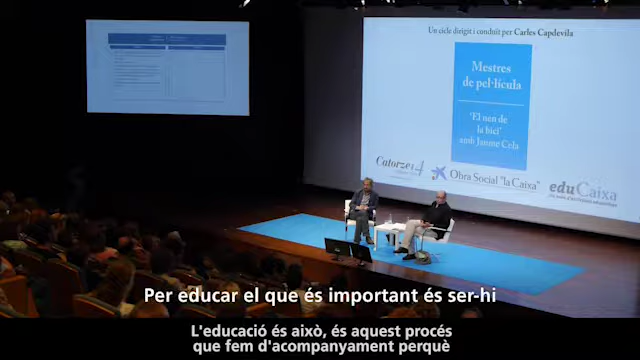 Un cicle dirigit i conduït per Carles Capdevila
Mestres
de pel·lícula
'El nen de
la bici'
amb Jaume Cela
Catorze14
Obra Social "la Caixa"
eduCaixa
Per educar el que és important és ser-hi
L'educació és això, és aquest procés
que fem d'acompanyament perquè